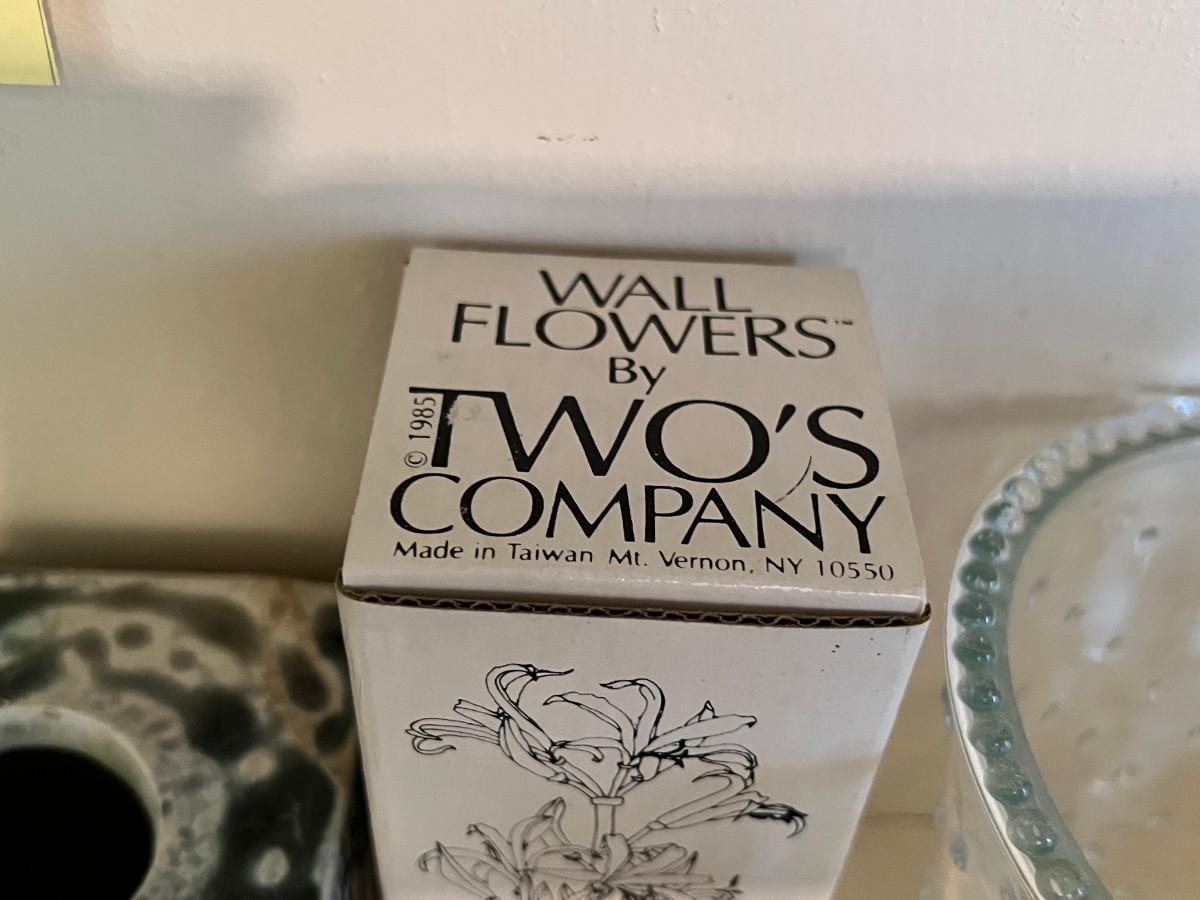 WALL
FLOWERS™
By
© 1985
TWO'S
COMPANY
Made in Taiwan Mt. Vernon, NY 10550